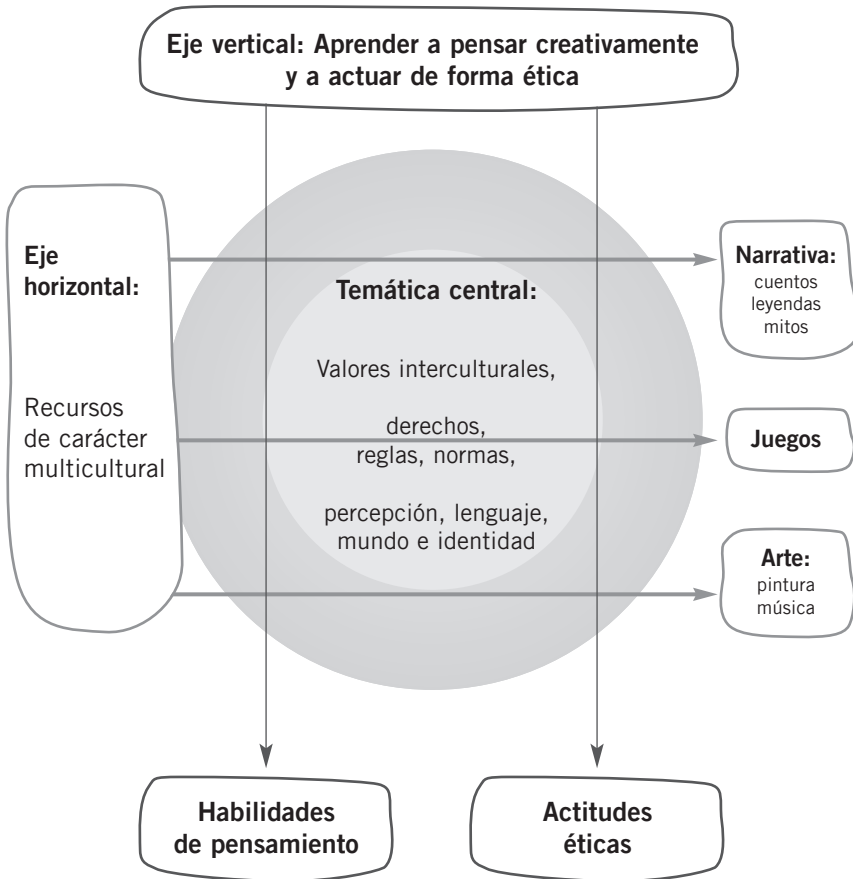 Eje vertical: Aprender a pensar creativamente
y a actuar de forma ética
Eje
horizontal:
Recursos
de carácter
multicultural
Temática central:
Valores interculturales,
derechos,
reglas, normas,
percepción, lenguaje,
mundo e identidad
Narrativa:
cuentos
leyendas
mitos
Juegos
Arte:
pintura
música
Habilidades
de pensamiento
Actitudes
éticas